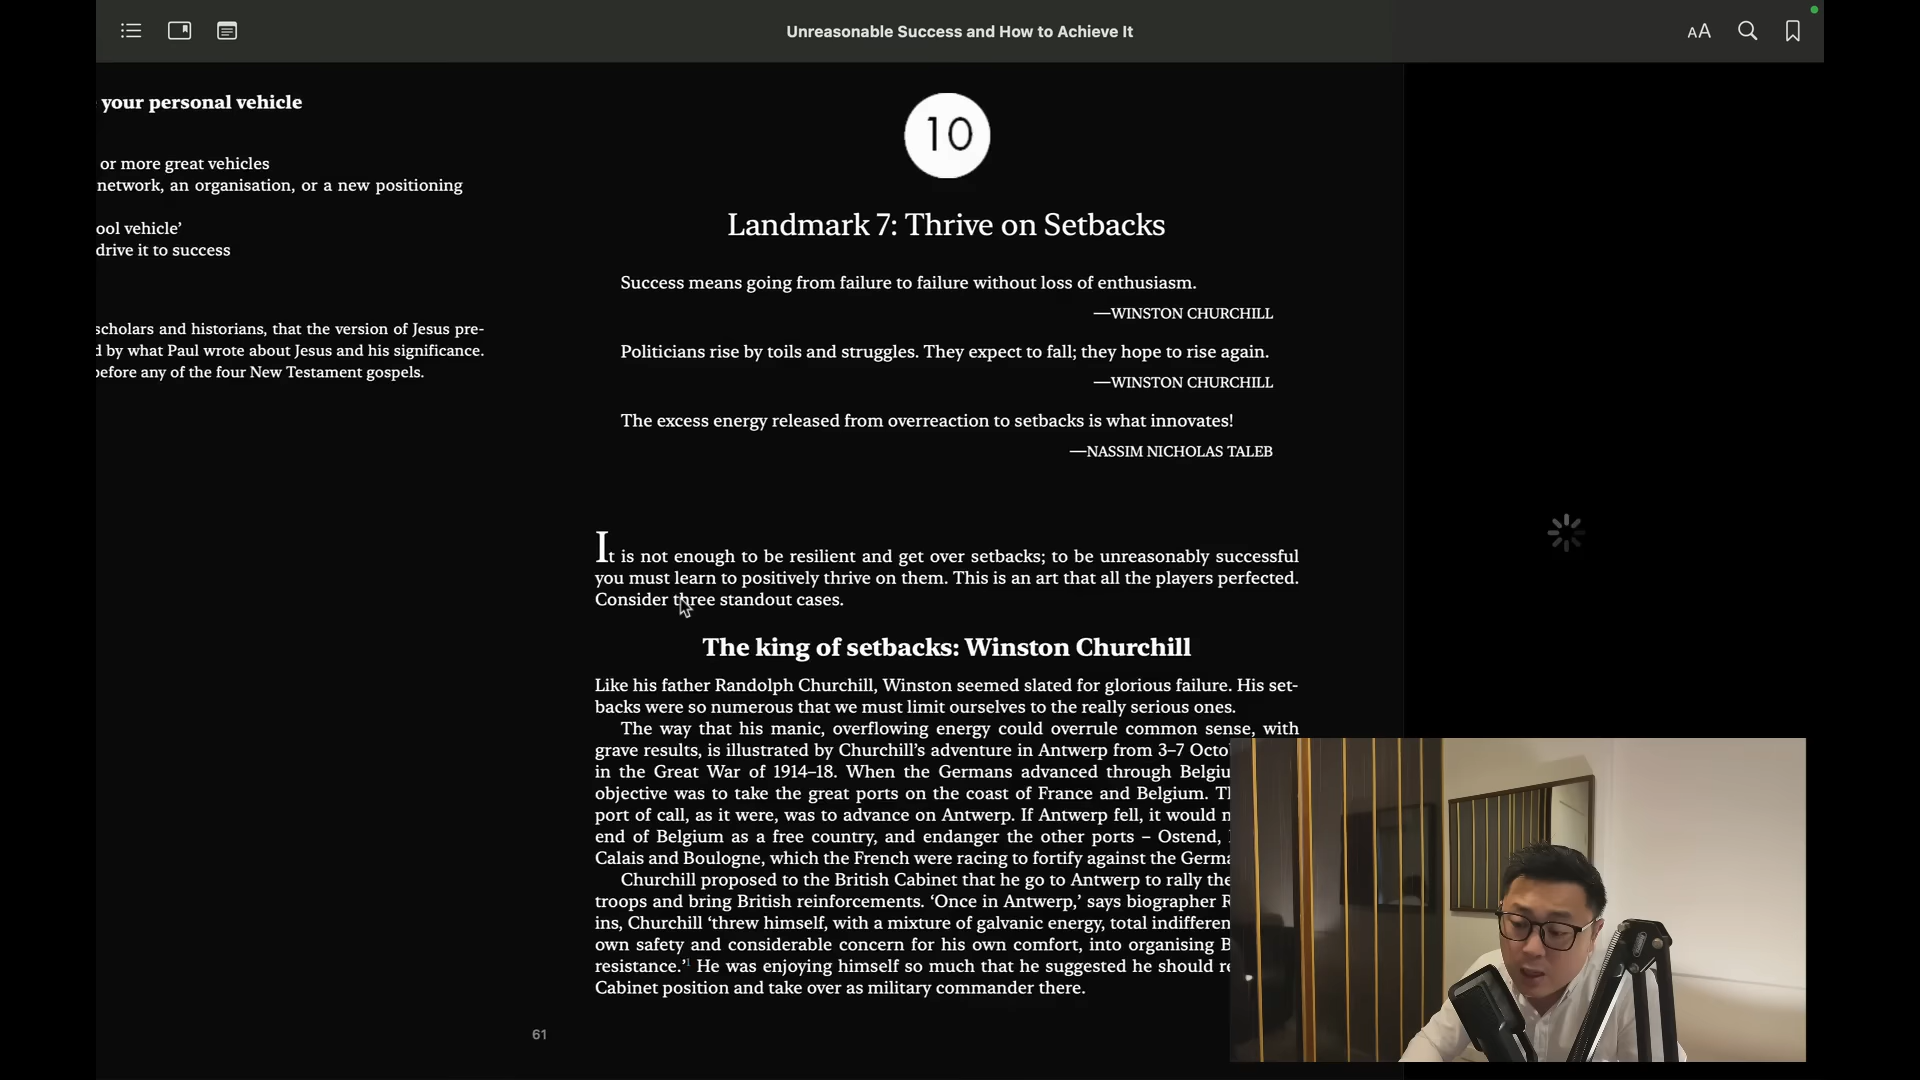 Unreasonable Success and How to Achieve It
AA
your personal vehicle
or more great vehicles
network, an organisation, or a new positioning
ool vehicle’
drive it to success
scholars and historians, that the version of Jesus pre-
d by what Paul wrote about Jesus and his significance.
before any of the four New Testament gospels.
61
10
Landmark 7: Thrive on Setbacks
Success means going from failure to failure without loss of enthusiasm.
—WINSTON CHURCHILL
Politicians rise by toils and struggles. They expect to fall; they hope to rise again.
—WINSTON CHURCHILL
The excess energy released from overreaction to setbacks is what innovates!
—NASSIM NICHOLAS TALEB
It is not enough to be resilient and get over setbacks; to be unreasonably successful
you must learn to positively thrive on them. This is an art that all the players perfected.
Consider three standout cases.
The king of setbacks: Winston Churchill
Like his father Randolph Churchill, Winston seemed slated for glorious failure. His set-
backs were so numerous that we must limit ourselves to the really serious ones.
The way that his manic, overflowing energy could overrule common sense, with
grave results, is illustrated by Churchill’s adventure in Antwerp from 3–7 Octo
in the Great War of 1914–18. When the Germans advanced through Belgiu
objective was to take the great ports on the coast of France and Belgium. Th
port of call, as it were, was to advance on Antwerp. If Antwerp fell, it would
end of Belgium as a free country, and endanger the other ports – Ostend,
Calais and Boulogne, which the French were racing to fortify against the Germa
Churchill proposed to the British Cabinet that he go to Antwerp to rally the
troops and bring British reinforcements. ‘Once in Antwerp,’ says biographer R
ins, Churchill ‘threw himself, with a mixture of galvanic energy, total indifferen
own safety and considerable concern for his own comfort, into organising B
resistance.’1 He was enjoying himself so much that he suggested he should re
Cabinet position and take over as military commander there.